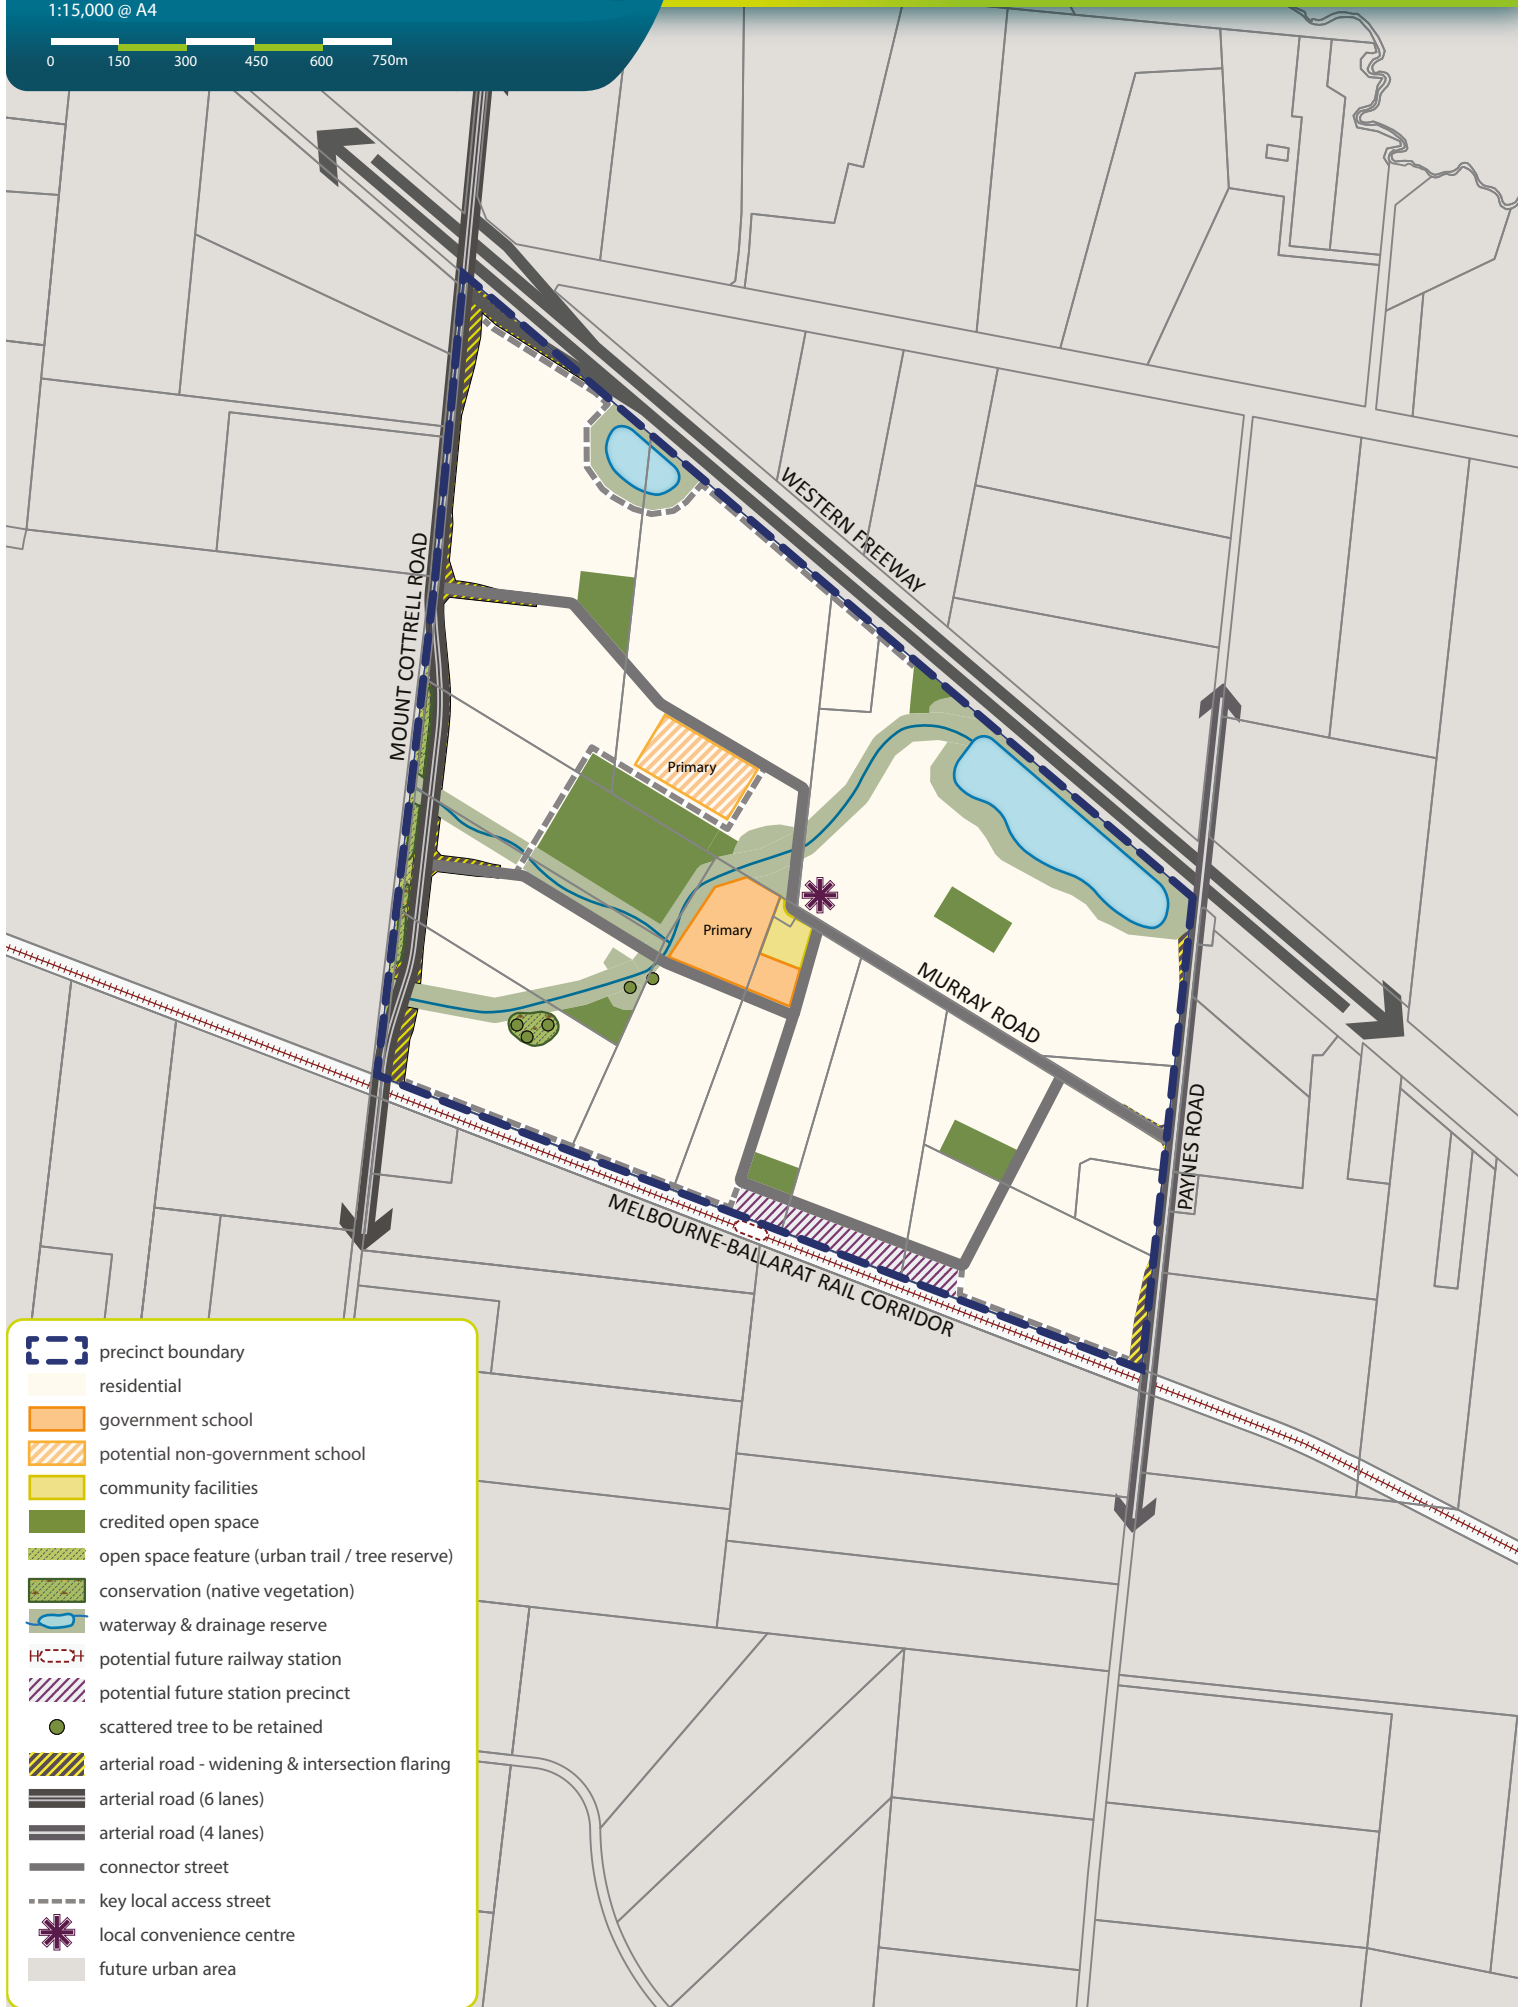 1:15,000 @ A4
0 150 300 450 600 750m
WESTERN FREEWAY
MOUNT COTTRELL ROAD
Primary
Primary
MURRAY ROAD
PAYNES ROAD
MELBOURNE-BALLARAT RAIL CORRIDOR
precinct boundary
residential
government school
potential non-government school
community facilities
credited open space
open space feature (urban trail / tree reserve)
conservation (native vegetation)
waterway & drainage reserve
potential future railway station
potential future station precinct
scattered tree to be retained
arterial road - widening & intersection flaring
arterial road (6 lanes)
arterial road (4 lanes)
connector street
key local access street
local convenience centre
future urban area